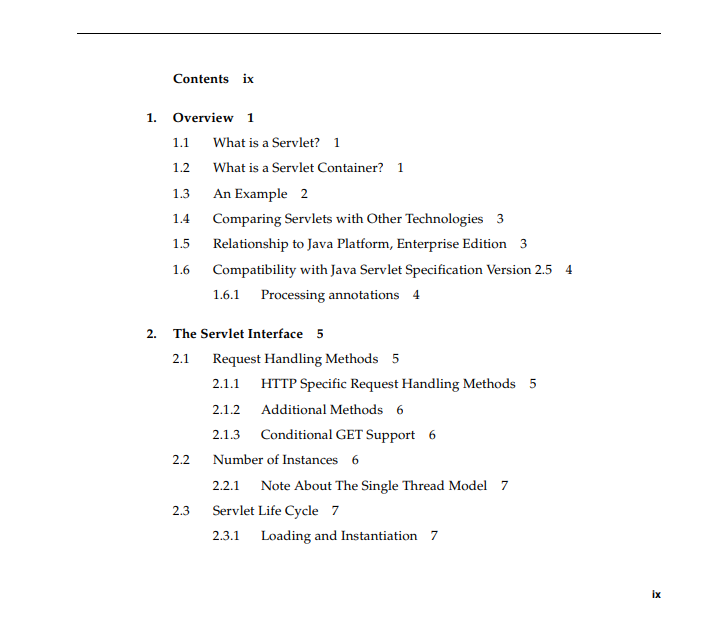 Contents ix
1. Overview 1
1.1 What is a Servlet? 1
1.2 What is a Servlet Container? 1
1.3 An Example 2
1.4 Comparing Servlets with Other Technologies 3
1.5 Relationship to Java Platform, Enterprise Edition 3
1.6 Compatibility with Java Servlet Specification Version 2.5 4
1.6.1 Processing annotations 4
2. The Servlet Interface 5
2.1 Request Handling Methods 5
2.1.1 HTTP Specific Request Handling Methods 5
2.1.2 Additional Methods 6
2.1.3 Conditional GET Support 6
2.2 Number of Instances 6
2.2.1 Note About The Single Thread Model 7
2.3 Servlet Life Cycle 7
2.3.1 Loading and Instantiation 7
ix